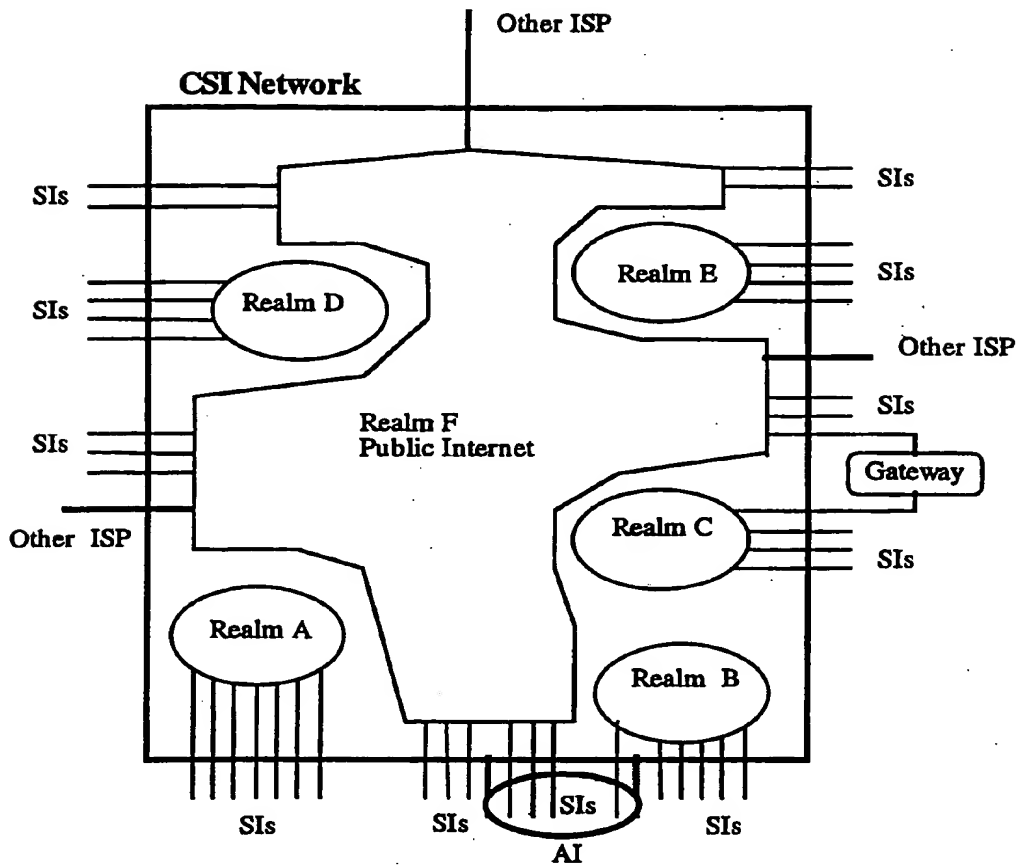 Other ISP
CSI Network
SIs
SIs
Realm E
Realm D
SIs
SIs
Other ISP
SIs
Realm F
Public Internet
SIs
Gateway
Realm C
Other ISP
SIs
Realm A
Realm B
SIs
SIs
SIs
SIs
AI